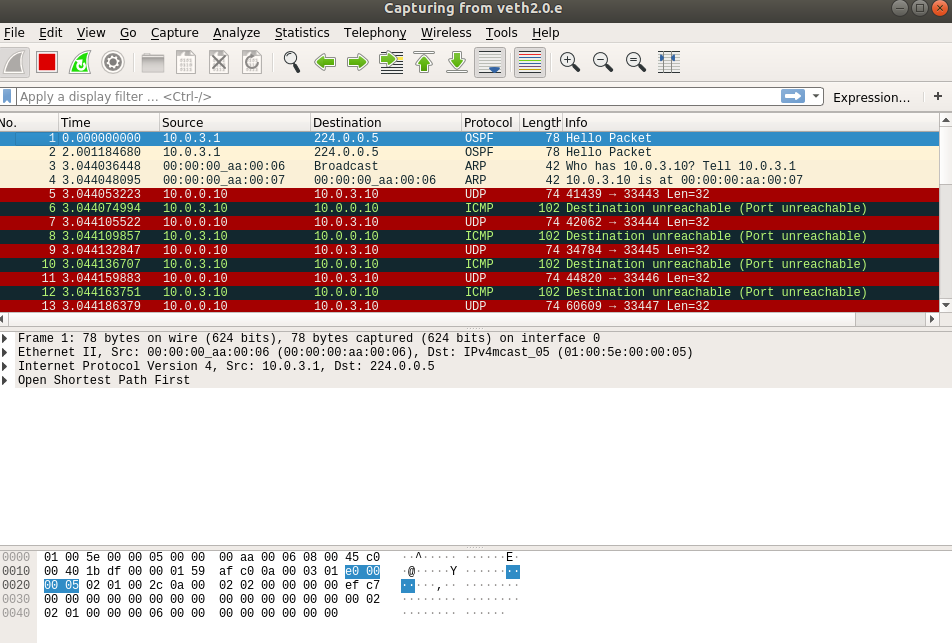 Capturing from veth2.0.e
File Edit View Go Capture Analyze Statistics Telephony Wireless Tools Help
Apply a display filter ... <Ctrl-/> Expression... +
No. Time Source Destination Protocol Length Info
1 0.000000000 10.0.3.1 224.0.0.5 OSPF 78 Hello Packet
2 2.001184680 10.0.3.1 224.0.0.5 OSPF 78 Hello Packet
3 3.044036448 00:00:00_aa:00:06 Broadcast ARP 42 Who has 10.0.3.10? Tell 10.0.3.1
4 3.044048095 00:00:00_aa:00:07 00:00:00_aa:00:06 ARP 42 10.0.3.10 is at 00:00:00:aa:00:07
5 3.044053223 10.0.0.10 10.0.3.10 UDP 74 41439 → 33443 Len=32
6 3.044074994 10.0.3.10 10.0.0.10 ICMP 102 Destination unreachable (Port unreachable)
7 3.044105522 10.0.0.10 10.0.3.10 UDP 74 42062 → 33444 Len=32
8 3.044109857 10.0.3.10 10.0.0.10 ICMP 102 Destination unreachable (Port unreachable)
9 3.044132847 10.0.0.10 10.0.3.10 UDP 74 34784 → 33445 Len=32
10 3.044136707 10.0.3.10 10.0.0.10 ICMP 102 Destination unreachable (Port unreachable)
11 3.044159883 10.0.0.10 10.0.3.10 UDP 74 44820 → 33446 Len=32
12 3.044163751 10.0.3.10 10.0.0.10 ICMP 102 Destination unreachable (Port unreachable)
13 3.044186379 10.0.0.10 10.0.3.10 UDP 74 60609 → 33447 Len=32
Frame 1: 78 bytes on wire (624 bits), 78 bytes captured (624 bits) on interface 0
Ethernet II, Src: 00:00:00_aa:00:06 (00:00:00:aa:00:06), Dst: IPv4mcast_05 (01:00:5e:00:00:05)
Internet Protocol Version 4, Src: 10.0.3.1, Dst: 224.0.0.5
Open Shortest Path First
0000 01 00 5e 00 00 05 00 00 00 aa 00 06 08 00 45 c0 ··^····· ······E·
0010 00 40 1b df 00 00 01 59 af c0 0a 00 03 01 e0 00 ·@·····Y ········
0020 00 05 02 01 00 2c 0a 00 02 02 00 00 00 00 ef c7 ·····,·· ········
0030 00 00 00 00 00 00 00 00 00 00 00 00 00 00 00 02 ········ ········
0040 02 01 00 00 00 06 00 00 00 00 00 00 00 00 ········ ······